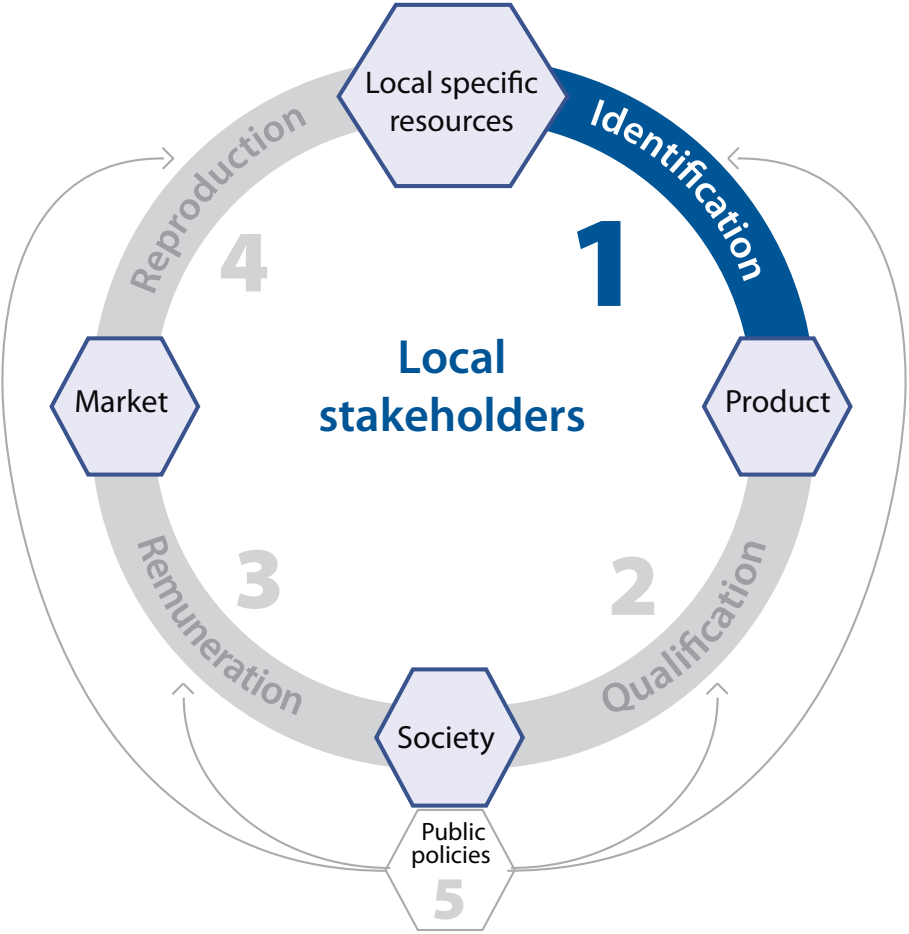 Local specific
resources
Identification
1
Product
2
Qualification
Society
3
Remuneration
Market
4
Reproduction
Local
stakeholders
Public
policies
5